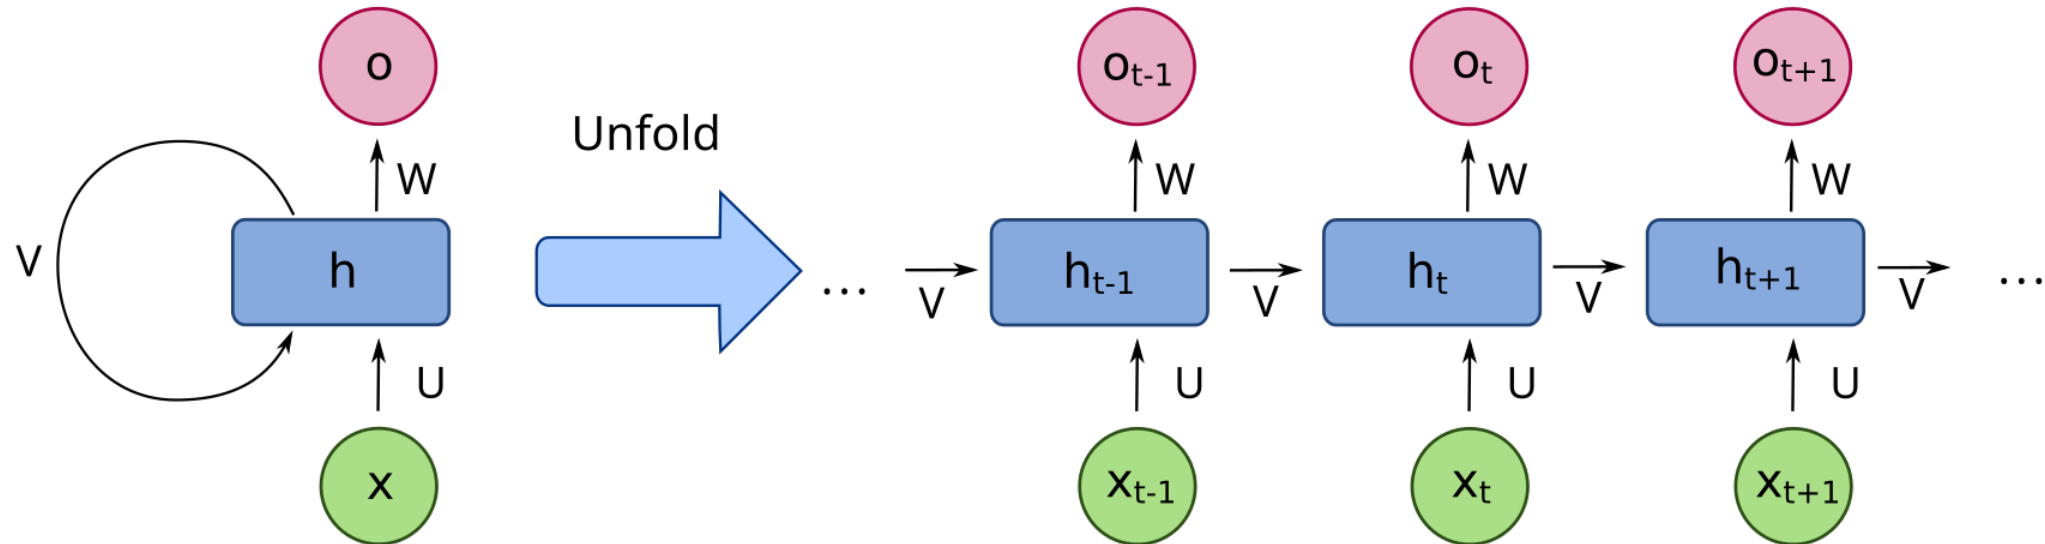 o
o_{t-1}
o_t
o_{t+1}
Unfold
W
W
W
W
V
h
...
V
h_{t-1}
V
h_t
V
h_{t+1}
V
...
U
U
U
U
x
x_{t-1}
x_t
x_{t+1}